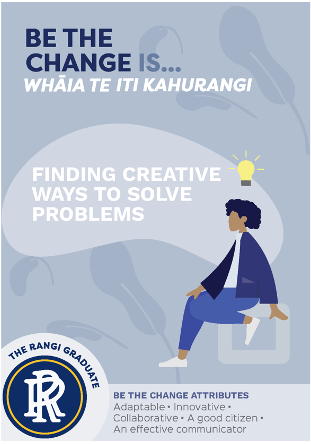 BE THE
CHANGE IS...
WHĀIA TE ITI KAHURANGI
FINDING CREATIVE
WAYS TO SOLVE
PROBLEMS
THE RANGI GRADUATE
R
BE THE CHANGE ATTRIBUTES
Adaptable • Innovative •
Collaborative • A good citizen •
An effective communicator